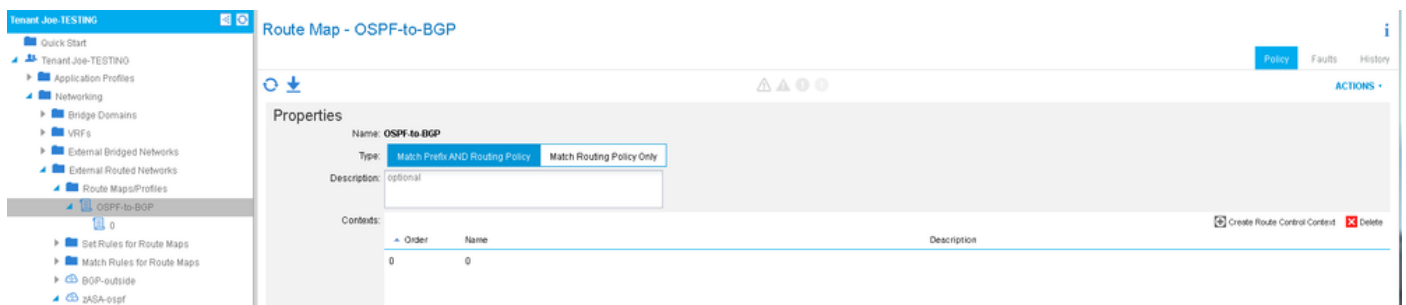 Tenant Joe-TESTING
Quick Start
Tenant Joe-TESTING
Application Profiles
Networking
Bridge Domains
VRFs
External Bridged Networks
External Routed Networks
Route Maps/Profiles
OSPF-to-BGP
0
Set Rules for Route Maps
Match Rules for Route Maps
BGP-outside
zASA-ospf
Route Map - OSPF-to-BGP
i
Policy Faults History
ACTIONS
Properties
Name: OSPF-to-BGP
Type: Match Prefix AND Routing Policy Match Routing Policy Only
Description: optional
Contexts:
Create Route Control Context Delete
Order Name Description
0 0